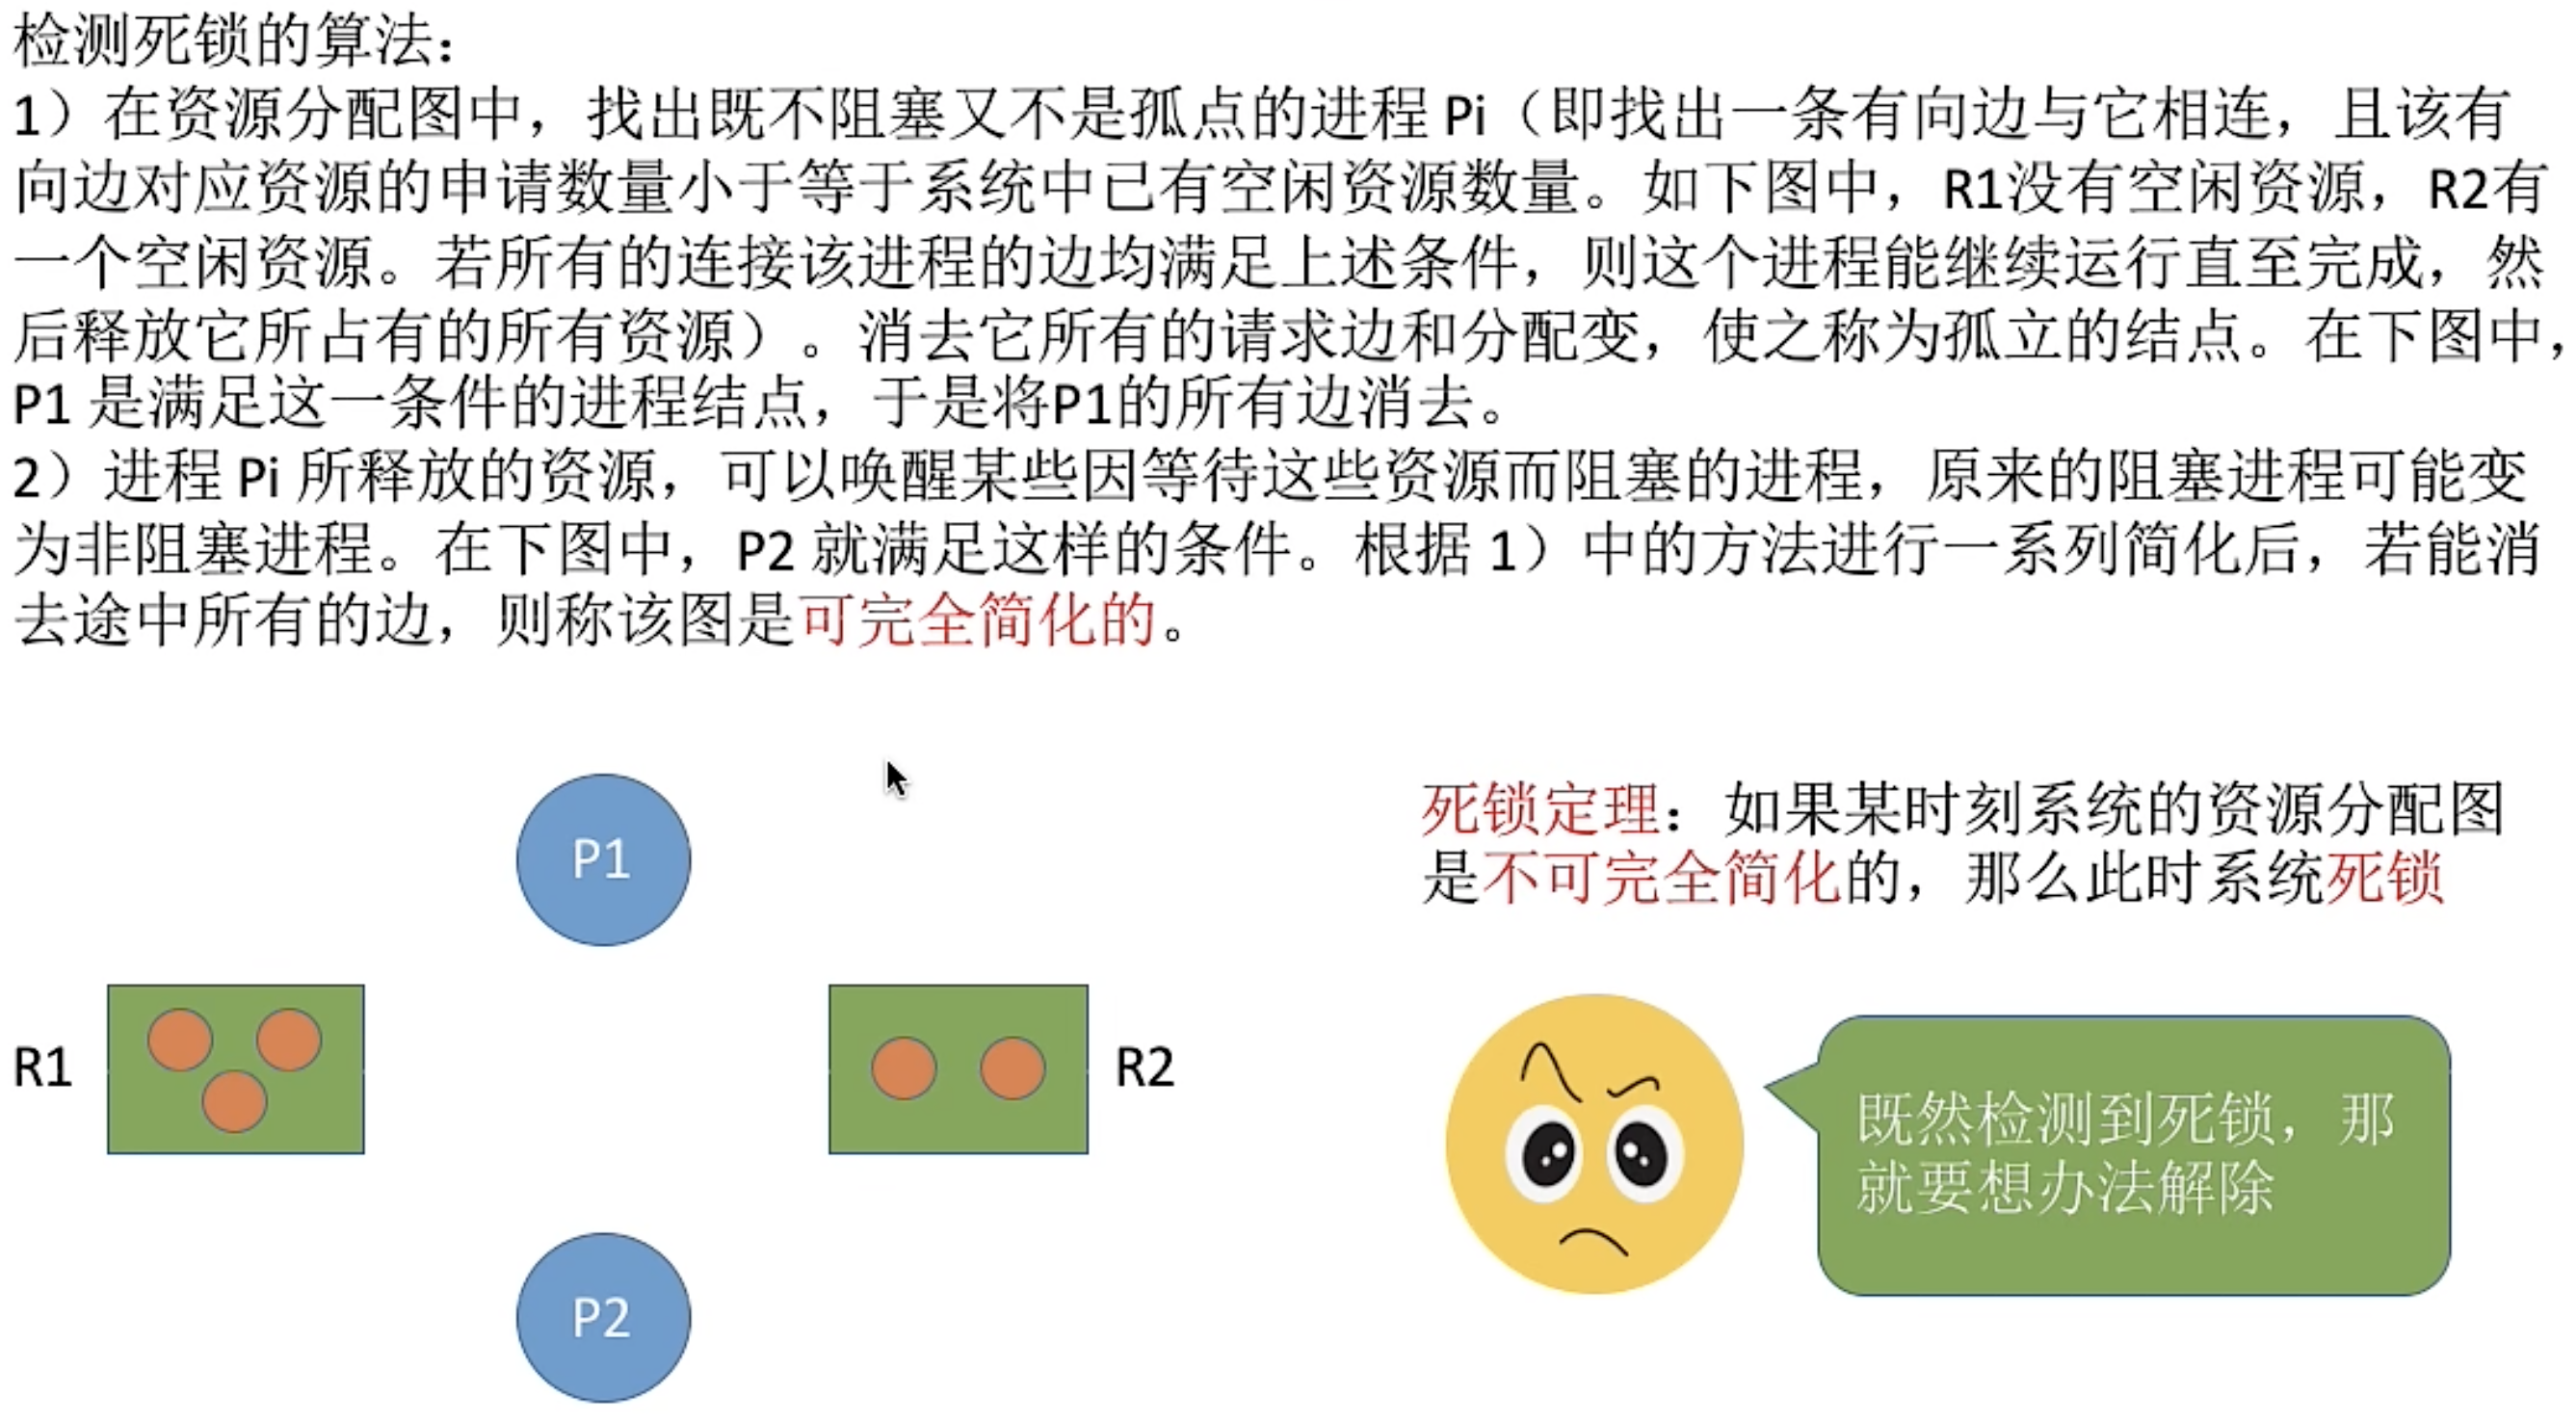 检测死锁的算法：
1）在资源分配图中，找出既不阻塞又不是孤点的进程 Pi（即找出一条有向边与它相连，且该有
向边对应资源的申请数量小于等于系统中已有空闲资源数量。如下图中，R1没有空闲资源，R2有
一个空闲资源。若所有的连接该进程的边均满足上述条件，则这个进程能继续运行直至完成，然
后释放它所占有的所有资源）。消去它所有的请求边和分配变，使之称为孤立的结点。在下图中，
P1 是满足这一条件的进程结点，于是将P1的所有边消去。
2）进程 Pi 所释放的资源，可以唤醒某些因等待这些资源而阻塞的进程，原来的阻塞进程可能变
为非阻塞进程。在下图中，P2 就满足这样的条件。根据 1）中的方法进行一系列简化后，若能消
去途中所有的边，则称该图是可完全简化的。
P1
R1
R2
P2
死锁定理：如果某时刻系统的资源分配图
是不可完全简化的，那么此时系统死锁
既然检测到死锁，那
就要想办法解除